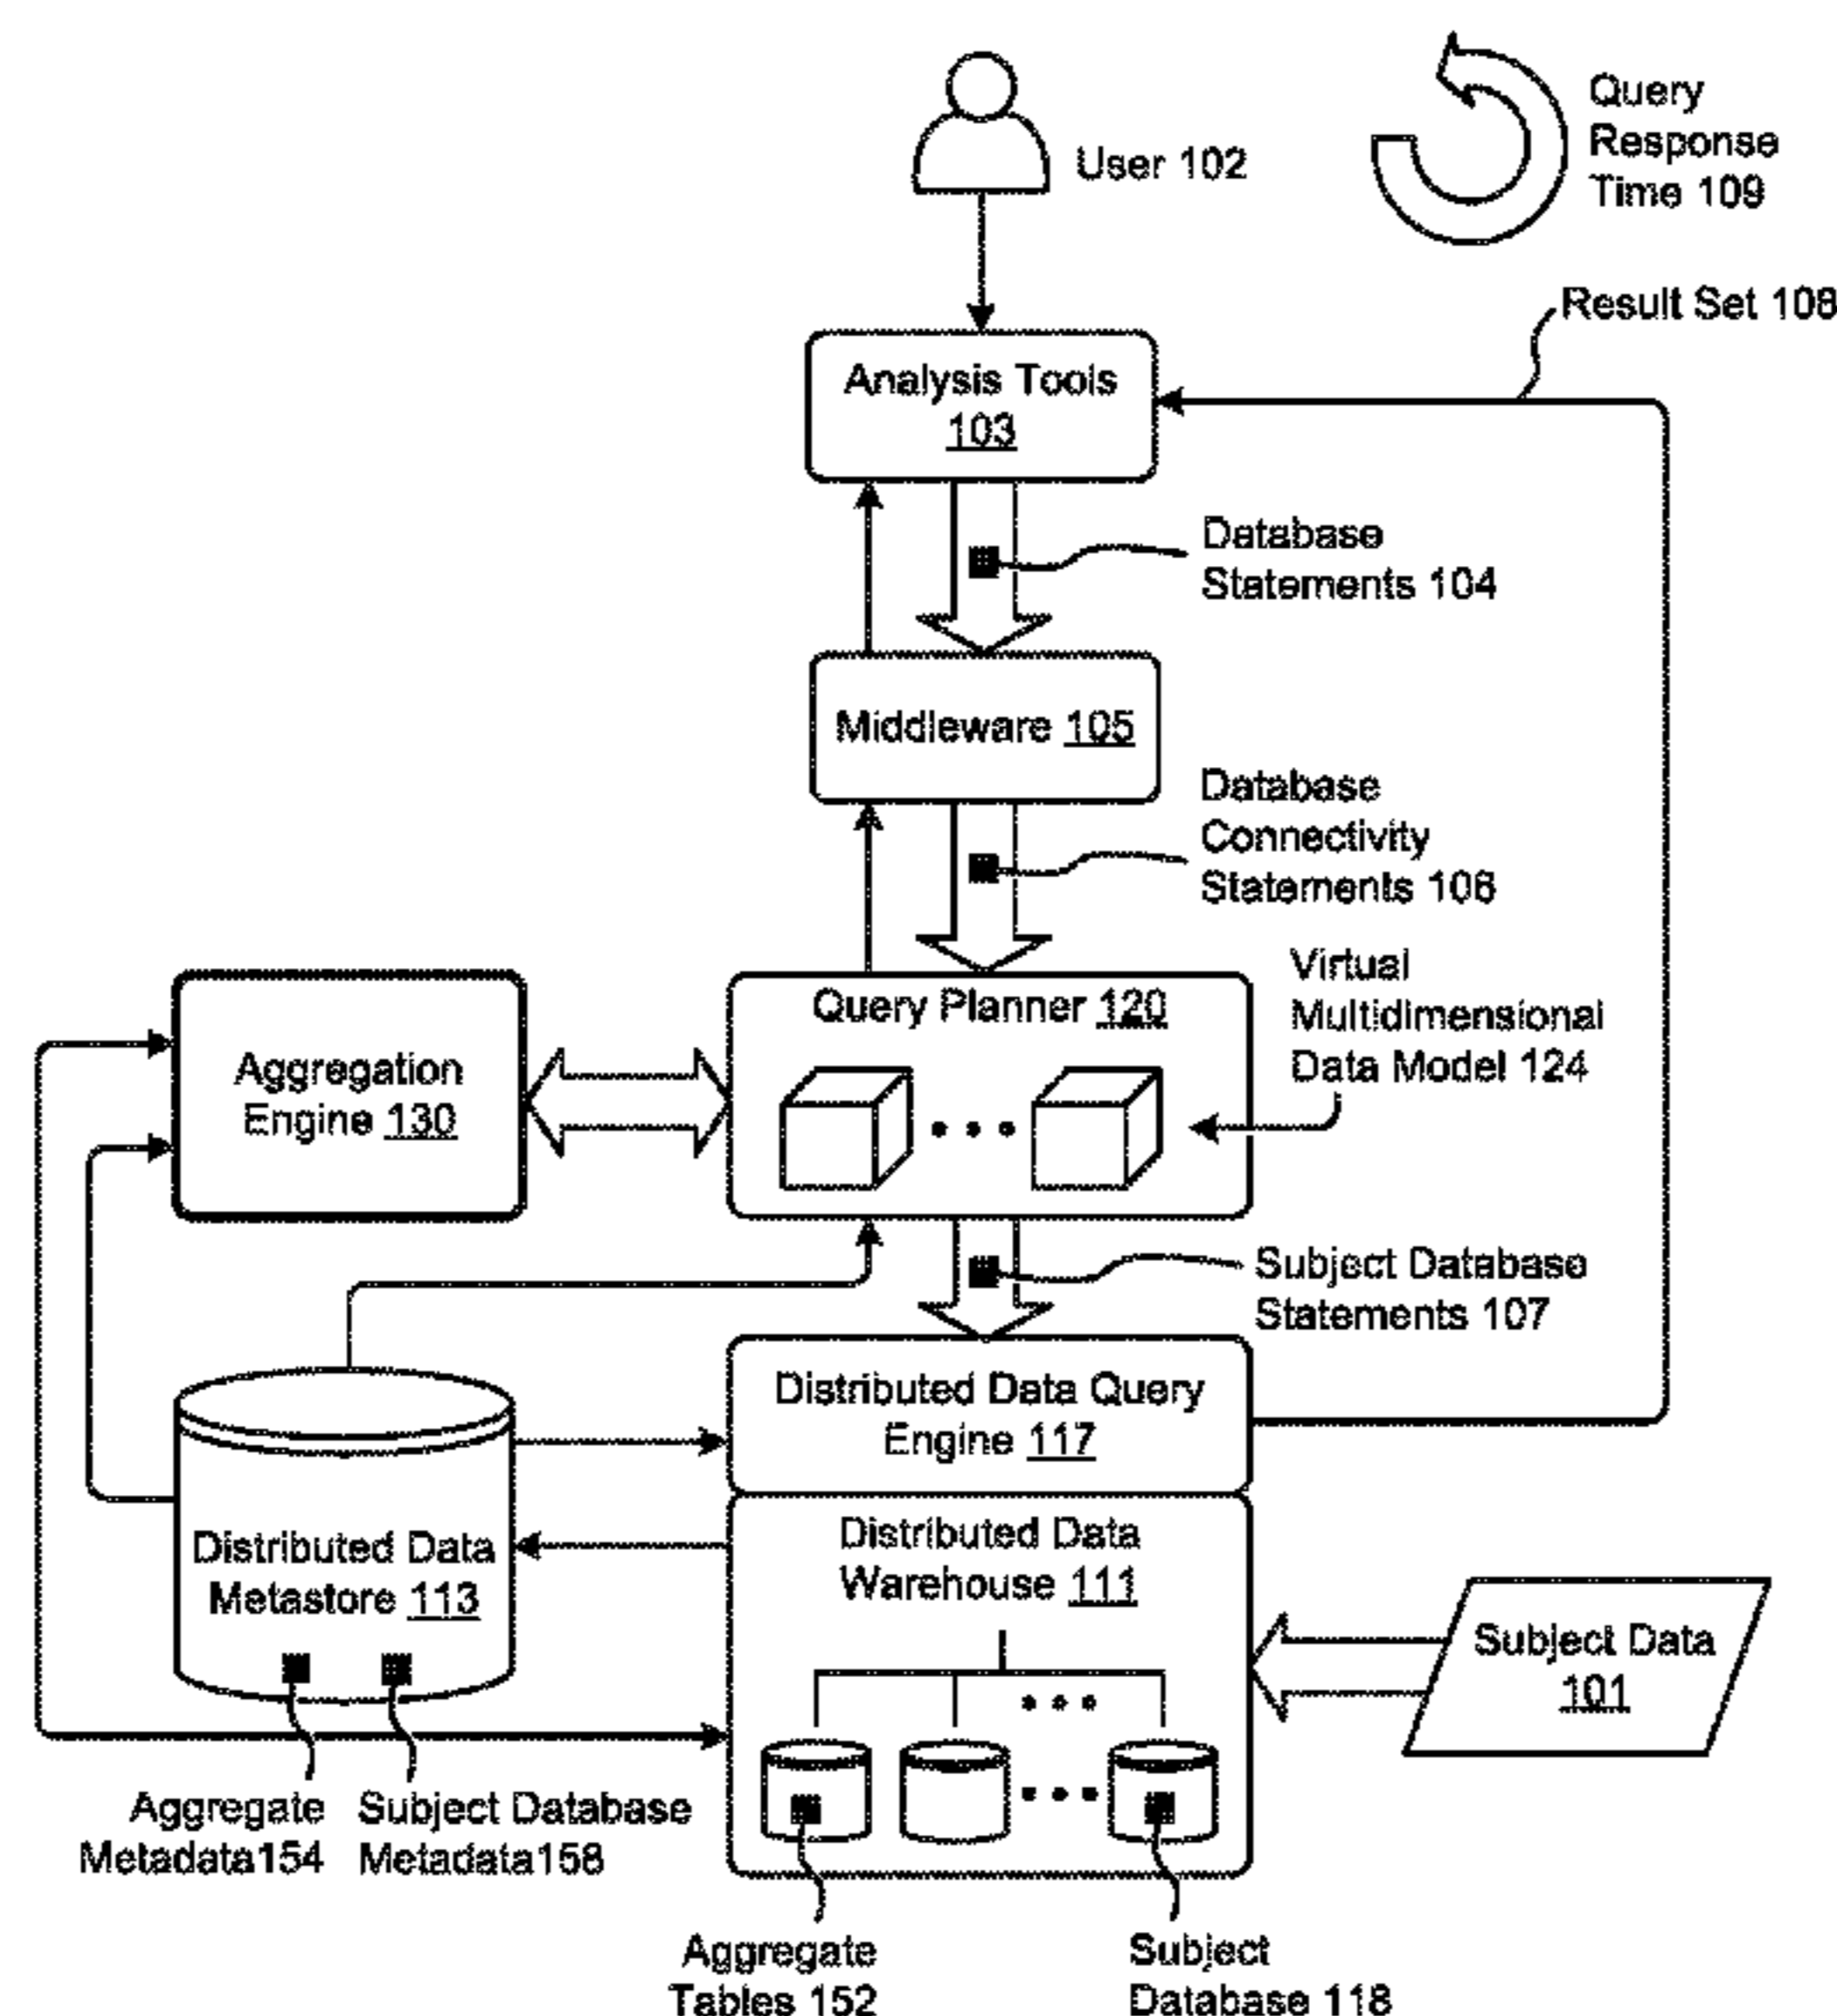 User 102
Query
Response
Time 109
Result Set 108
Analysis Tools
103
Database
Statements 104
Middleware 105
Database
Connectivity
Statements 106
Virtual
Multidimensional
Data Model 124
Query Planner 120
Aggregation
Engine 130
Subject Database
Statements 107
Distributed Data Query
Engine 117
Distributed Data
Metastore 113
Distributed Data
Warehouse 111
Subject Data
101
Aggregate
Metadata154
Subject Database
Metadata158
Aggregate
Tables 152
Subject
Database 118